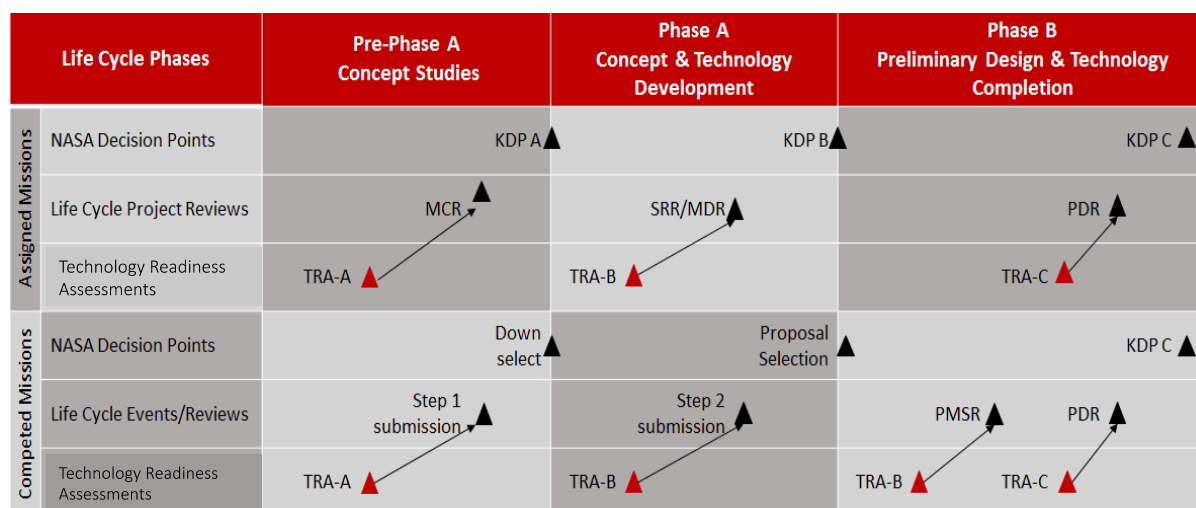 Life Cycle Phases
Pre-Phase A
Concept Studies
Phase A
Concept & Technology
Development
Phase B
Preliminary Design & Technology
Completion
Assigned Missions
NASA Decision Points
KDP A
KDP B
KDP C
Life Cycle Project Reviews
MCR
SRR/MDR
PDR
Technology Readiness
Assessments
TRA-A
TRA-B
TRA-C
Competed Missions
NASA Decision Points
Down
select
Proposal
Selection
KDP C
Life Cycle Events/Reviews
Step 1
submission
Step 2
submission
PMSR
PDR
Technology Readiness
Assessments
TRA-A
TRA-B
TRA-B
TRA-C